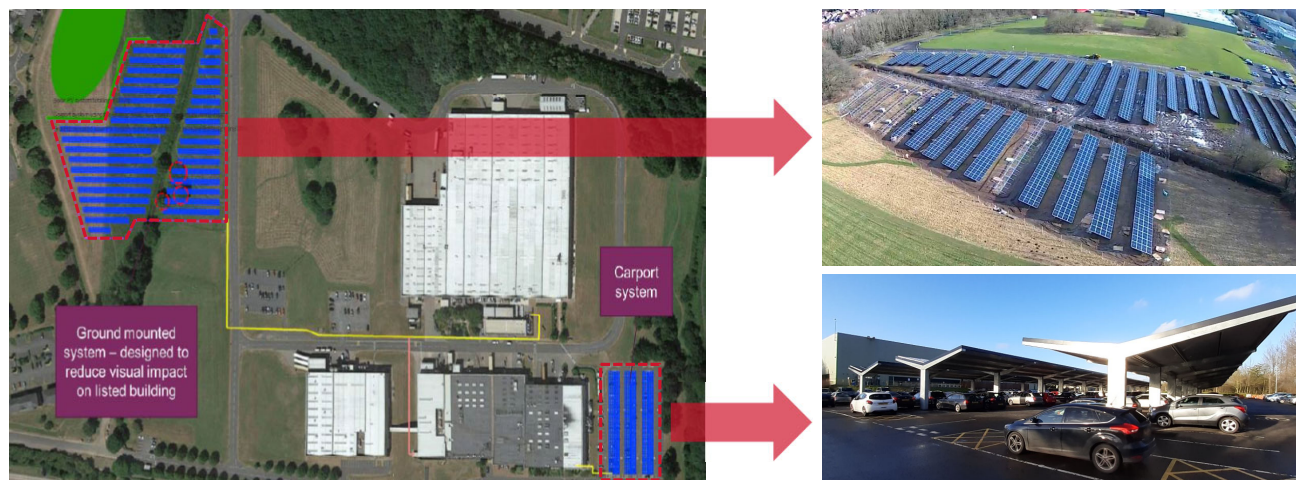 Carport
system
Ground mounted
system – designed to
reduce visual impact
on listed building